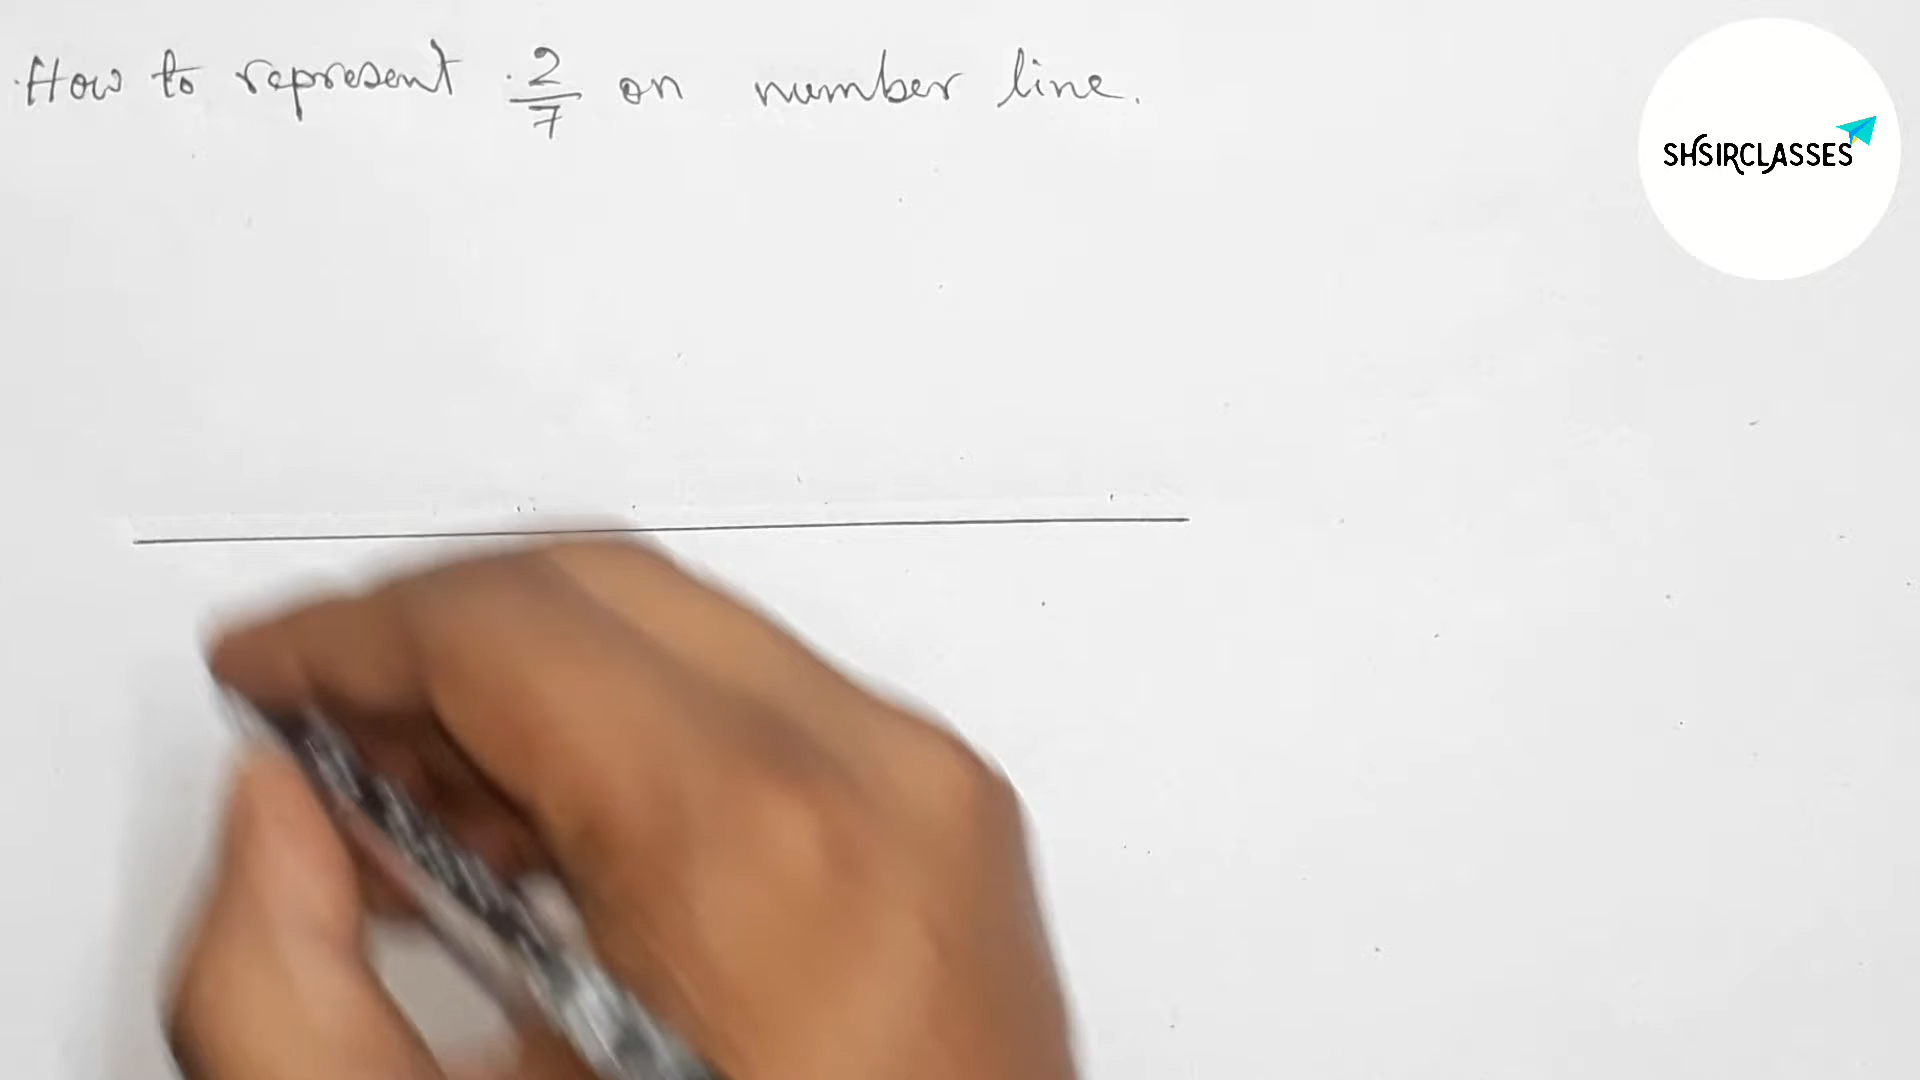 How to represent 2/7 on number line.
SHSIRCLASSES